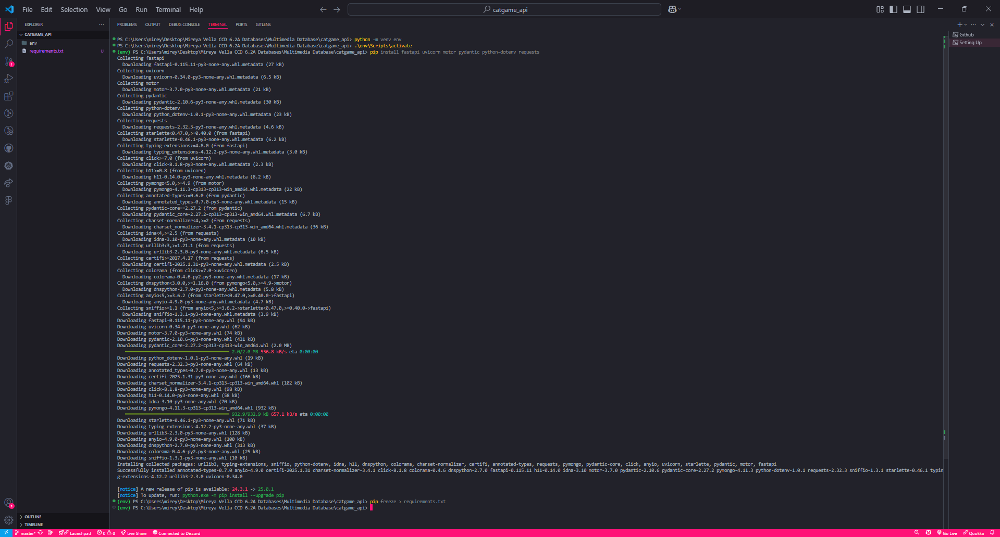 File Edit Selection View Go Run Terminal Help
catgame_api
EXPLORER
CATGAME_API
env
requirements.txt U
PROBLEMS OUTPUT DEBUG CONSOLE TERMINAL PORTS GITLENS
Github
Setting Up
PS C:\Users\mirey\Desktop\Mireya Vella CCD 6.2A Databases\Multimedia Database\catgame_api> python -m venv env
PS C:\Users\mirey\Desktop\Mireya Vella CCD 6.2A Databases\Multimedia Database\catgame_api> .\env\Scripts\activate
(env) PS C:\Users\mirey\Desktop\Mireya Vella CCD 6.2A Databases\Multimedia Database\catgame_api> pip install fastapi uvicorn motor pydantic python-dotenv requests
Collecting fastapi
Downloading fastapi-0.115.11-py3-none-any.whl.metadata (27 kB)
Collecting uvicorn
Downloading uvicorn-0.34.0-py3-none-any.whl.metadata (6.5 kB)
Collecting motor
Downloading motor-3.7.0-py3-none-any.whl.metadata (21 kB)
Collecting pydantic
Downloading pydantic-2.10.6-py3-none-any.whl.metadata (30 kB)
Collecting python-dotenv
Downloading python_dotenv-1.0.1-py3-none-any.whl.metadata (23 kB)
Collecting requests
Downloading requests-2.32.3-py3-none-any.whl.metadata (4.6 kB)
Collecting starlette<0.47.0,>=0.40.0 (from fastapi)
Downloading starlette-0.46.1-py3-none-any.whl.metadata (6.2 kB)
Collecting typing-extensions>=4.8.0 (from fastapi)
Downloading typing_extensions-4.12.2-py3-none-any.whl.metadata (3.0 kB)
Collecting click>=7.0 (from uvicorn)
Downloading click-8.1.8-py3-none-any.whl.metadata (2.3 kB)
Collecting h11>=0.8 (from uvicorn)
Downloading h11-0.14.0-py3-none-any.whl.metadata (8.2 kB)
Collecting pymongo<5.0,>=4.9 (from motor)
Downloading pymongo-4.11.3-cp313-cp313-win_amd64.whl.metadata (22 kB)
Collecting annotated-types>=0.6.0 (from pydantic)
Downloading annotated_types-0.7.0-py3-none-any.whl.metadata (15 kB)
Collecting pydantic-core==2.27.2 (from pydantic)
Downloading pydantic_core-2.27.2-cp313-cp313-win_amd64.whl.metadata (6.7 kB)
Collecting charset-normalizer<4,>=2 (from requests)
Downloading charset_normalizer-3.4.1-cp313-cp313-win_amd64.whl.metadata (36 kB)
Collecting idna<4,>=2.5 (from requests)
Downloading idna-3.10-py3-none-any.whl.metadata (10 kB)
Collecting urllib3<3,>=1.21.1 (from requests)
Downloading urllib3-2.3.0-py3-none-any.whl.metadata (6.5 kB)
Collecting certifi>=2017.4.17 (from requests)
Downloading certifi-2025.1.31-py3-none-any.whl.metadata (2.5 kB)
Collecting colorama (from click>=7.0->uvicorn)
Downloading colorama-0.4.6-py2.py3-none-any.whl.metadata (17 kB)
Collecting dnspython<3.0.0,>=1.16.0 (from pymongo<5.0,>=4.9->motor)
Downloading dnspython-2.7.0-py3-none-any.whl.metadata (5.8 kB)
Collecting anyio<5,>=3.6.2 (from starlette<0.47.0,>=0.40.0->fastapi)
Downloading anyio-4.9.0-py3-none-any.whl.metadata (4.7 kB)
Collecting sniffio>=1.1 (from anyio<5,>=3.6.2->starlette<0.47.0,>=0.40.0->fastapi)
Downloading sniffio-1.3.1-py3-none-any.whl.metadata (3.9 kB)
Downloading fastapi-0.115.11-py3-none-any.whl (94 kB)
Downloading uvicorn-0.34.0-py3-none-any.whl (62 kB)
Downloading motor-3.7.0-py3-none-any.whl (74 kB)
Downloading pydantic-2.10.6-py3-none-any.whl (431 kB)
Downloading pydantic_core-2.27.2-cp313-cp313-win_amd64.whl (2.0 MB)
2.0/2.0 MB 556.8 kB/s eta 0:00:00
Downloading python_dotenv-1.0.1-py3-none-any.whl (19 kB)
Downloading requests-2.32.3-py3-none-any.whl (64 kB)
Downloading annotated_types-0.7.0-py3-none-any.whl (13 kB)
Downloading certifi-2025.1.31-py3-none-any.whl (166 kB)
Downloading charset_normalizer-3.4.1-cp313-cp313-win_amd64.whl (102 kB)
Downloading click-8.1.8-py3-none-any.whl (98 kB)
Downloading h11-0.14.0-py3-none-any.whl (58 kB)
Downloading idna-3.10-py3-none-any.whl (70 kB)
Downloading pymongo-4.11.3-cp313-cp313-win_amd64.whl (932 kB)
932.9/932.9 kB 657.1 kB/s eta 0:00:00
Downloading starlette-0.46.1-py3-none-any.whl (71 kB)
Downloading typing_extensions-4.12.2-py3-none-any.whl (37 kB)
Downloading urllib3-2.3.0-py3-none-any.whl (128 kB)
Downloading anyio-4.9.0-py3-none-any.whl (100 kB)
Downloading dnspython-2.7.0-py3-none-any.whl (313 kB)
Downloading colorama-0.4.6-py2.py3-none-any.whl (25 kB)
Downloading sniffio-1.3.1-py3-none-any.whl (10 kB)
Installing collected packages: urllib3, typing-extensions, sniffio, python-dotenv, idna, h11, dnspython, colorama, charset-normalizer, certifi, annotated-types, requests, pymongo, pydantic-core, click, anyio, uvicorn, starlette, pydantic, motor, fastapi
Successfully installed annotated-types-0.7.0 anyio-4.9.0 certifi-2025.1.31 charset-normalizer-3.4.1 click-8.1.8 colorama-0.4.6 dnspython-2.7.0 fastapi-0.115.11 h11-0.14.0 idna-3.10 motor-3.7.0 pydantic-2.10.6 pydantic-core-2.27.2 pymongo-4.11.3 python-dotenv-1.0.1 requests-2.32.3 sniffio-1.3.1 starlette-0.46.1 typin
g-extensions-4.12.2 urllib3-2.3.0 uvicorn-0.34.0
[notice] A new release of pip is available: 24.3.1 -> 25.0.1
[notice] To update, run: python.exe -m pip install --upgrade pip
(env) PS C:\Users\mirey\Desktop\Mireya Vella CCD 6.2A Databases\Multimedia Database\catgame_api> pip freeze > requirements.txt
(env) PS C:\Users\mirey\Desktop\Mireya Vella CCD 6.2A Databases\Multimedia Database\catgame_api>
OUTLINE
TIMELINE
master* Launchpad 0 0 Live Share Connected to Discord Go Live Quokka